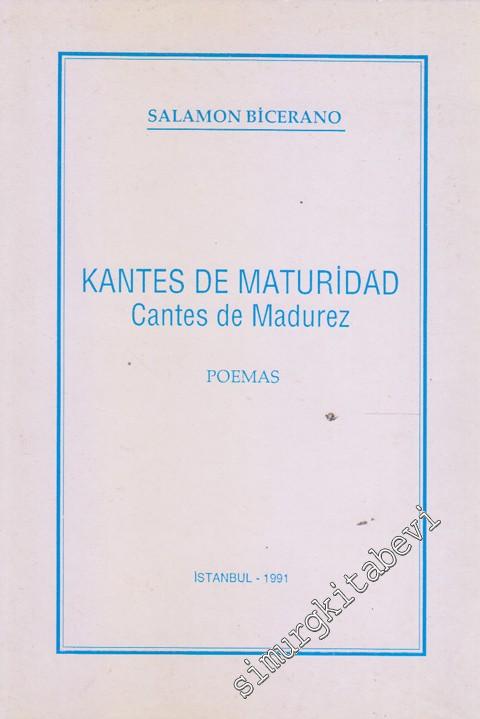 SALAMON BİCERANO
KANTES DE MATURİDAD
Cantes de Madurez
POEMAS
İSTANBUL - 1991
simurgkitabevi